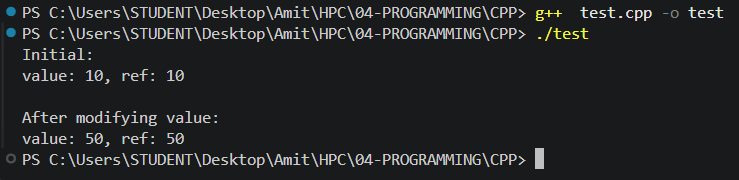 PS C:\Users\STUDENT\Desktop\Amit\HPC\04-PROGRAMMING\CPP> g++  test.cpp -o test
PS C:\Users\STUDENT\Desktop\Amit\HPC\04-PROGRAMMING\CPP> ./test
Initial:
value: 10, ref: 10

After modifying value:
value: 50, ref: 50
PS C:\Users\STUDENT\Desktop\Amit\HPC\04-PROGRAMMING\CPP>